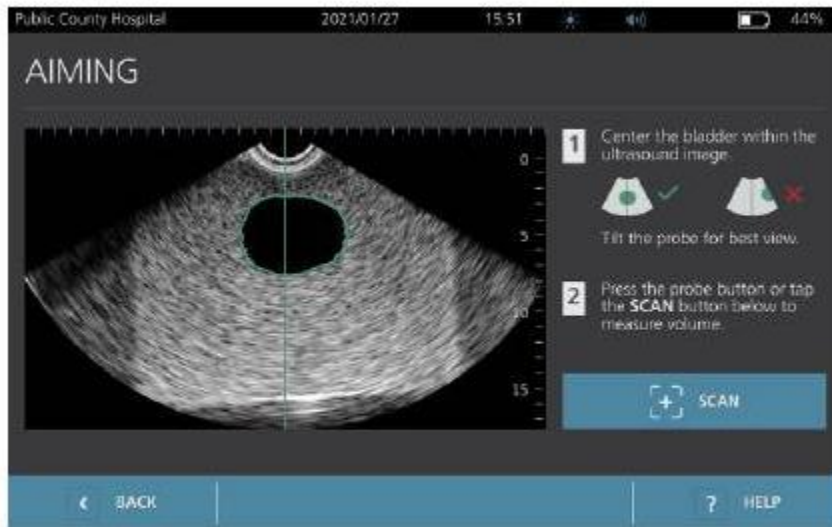 Public County Hospital 2021/01/27 15:51 44%
AIMING
0
5
10
15
1 Center the bladder within the
ultrasound image.
Tilt the probe for best view.
2 Press the probe button or tap
the SCAN button below to
measure volume.
SCAN
BACK
? HELP